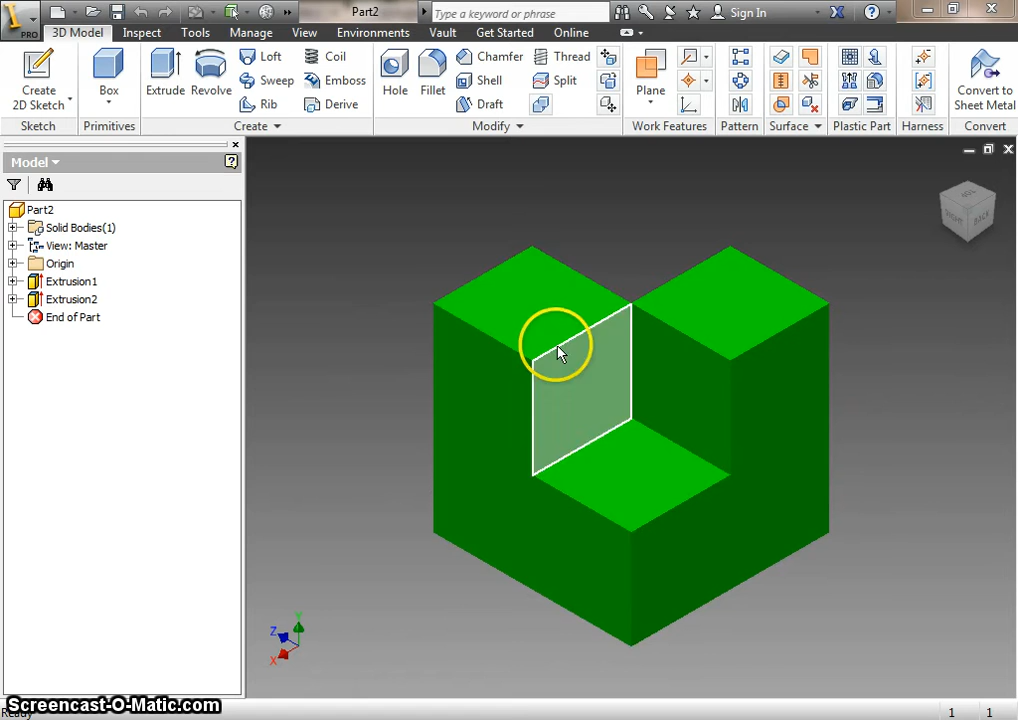 Part2
Type a keyword or phrase
Sign In
PRO
3D Model Inspect Tools Manage View Environments Vault Get Started Online
Create 2D Sketch
Box
Extrude
Revolve
Loft
Sweep
Rib
Coil
Emboss
Derive
Hole
Fillet
Chamfer
Shell
Draft
Thread
Split
Plane
Convert to Sheet Metal
Sketch Primitives Create Modify Work Features Pattern Surface Plastic Part Harness Convert
Model
Part2
Solid Bodies(1)
View: Master
Origin
Extrusion1
Extrusion2
End of Part
Y
Z
X
Screencast-O-Matic.com
1 1